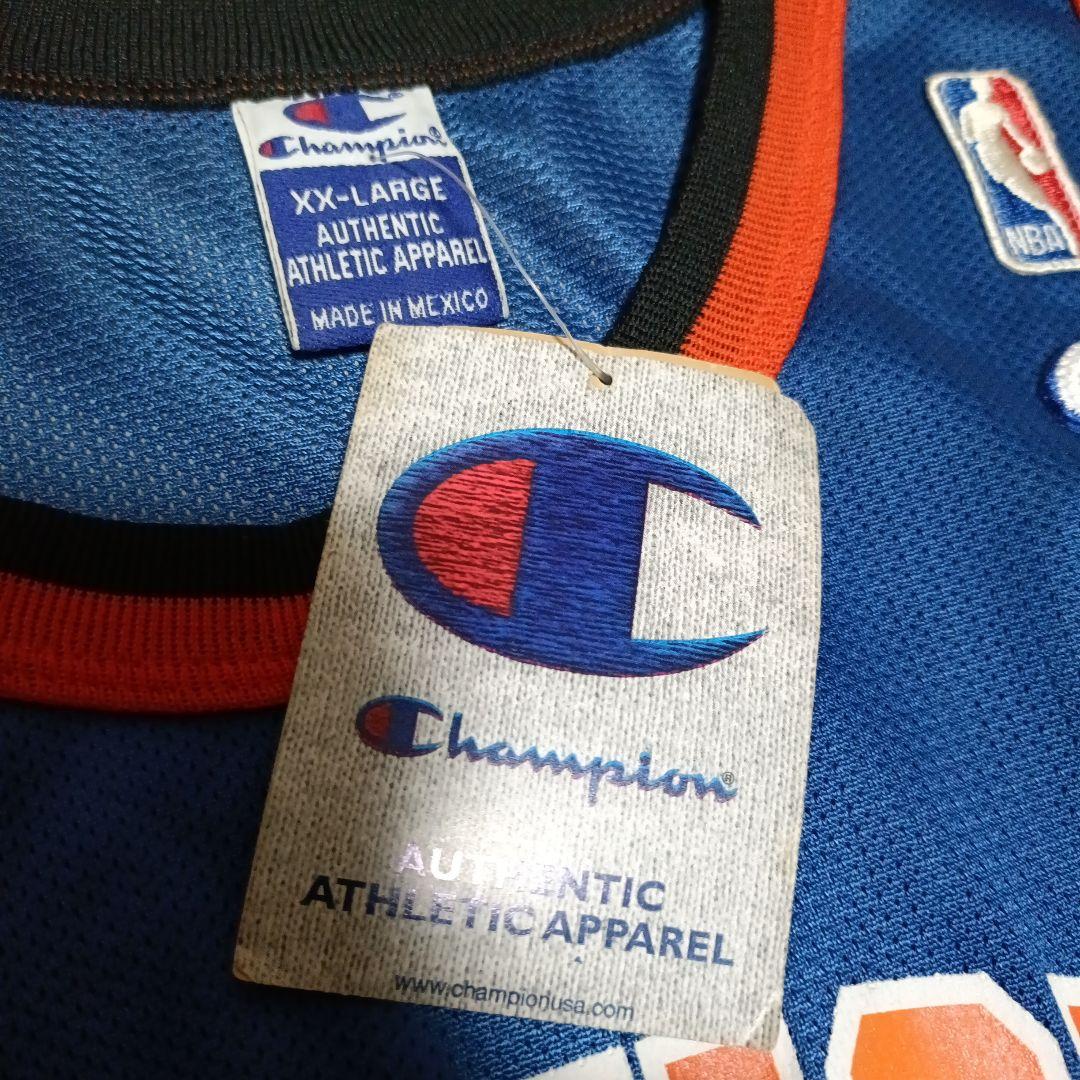 Champion
XX-LARGE
AUTHENTIC
ATHLETIC APPAREL
MADE IN MEXICO
NBA
Champion®
AUTHENTIC
ATHLETIC APPAREL
www.championusa.com